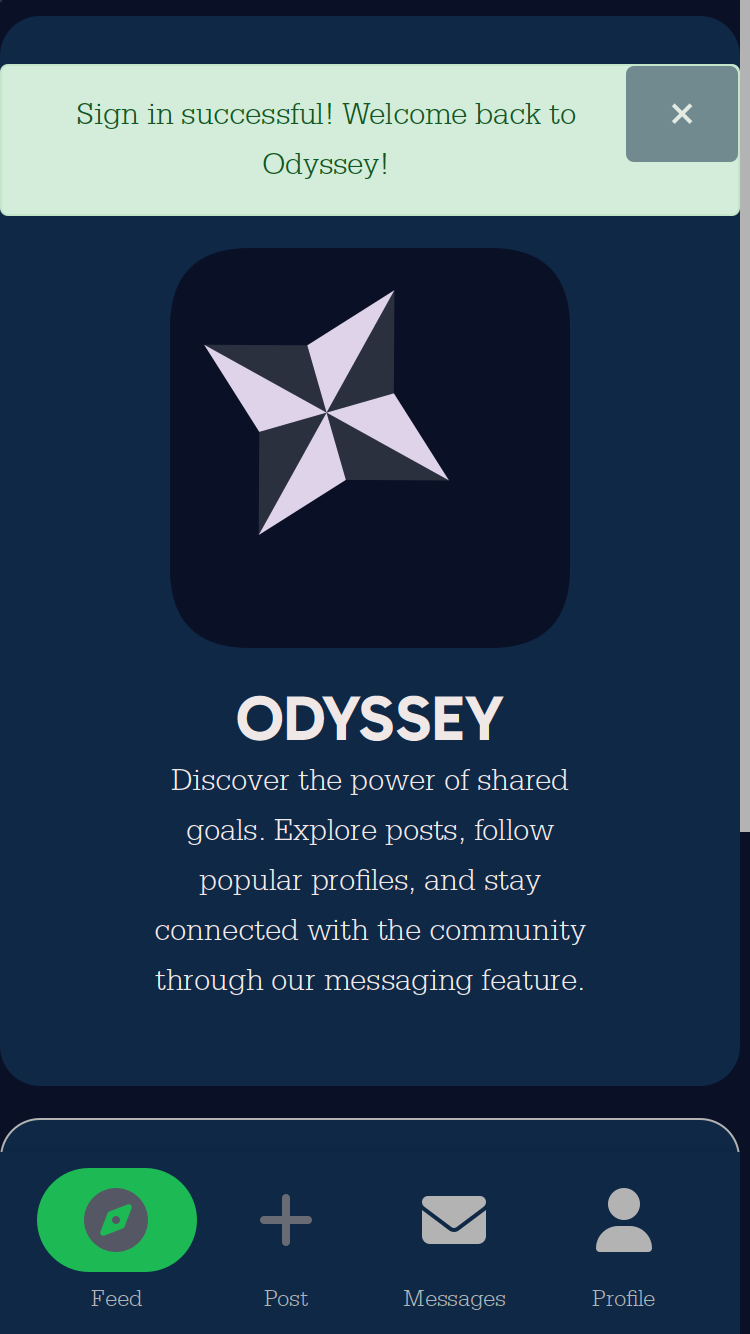 Sign in successful! Welcome back to
Odyssey!
×
ODYSSEY
Discover the power of shared
goals. Explore posts, follow
popular profiles, and stay
connected with the community
through our messaging feature.
Feed
Post
Messages
Profile